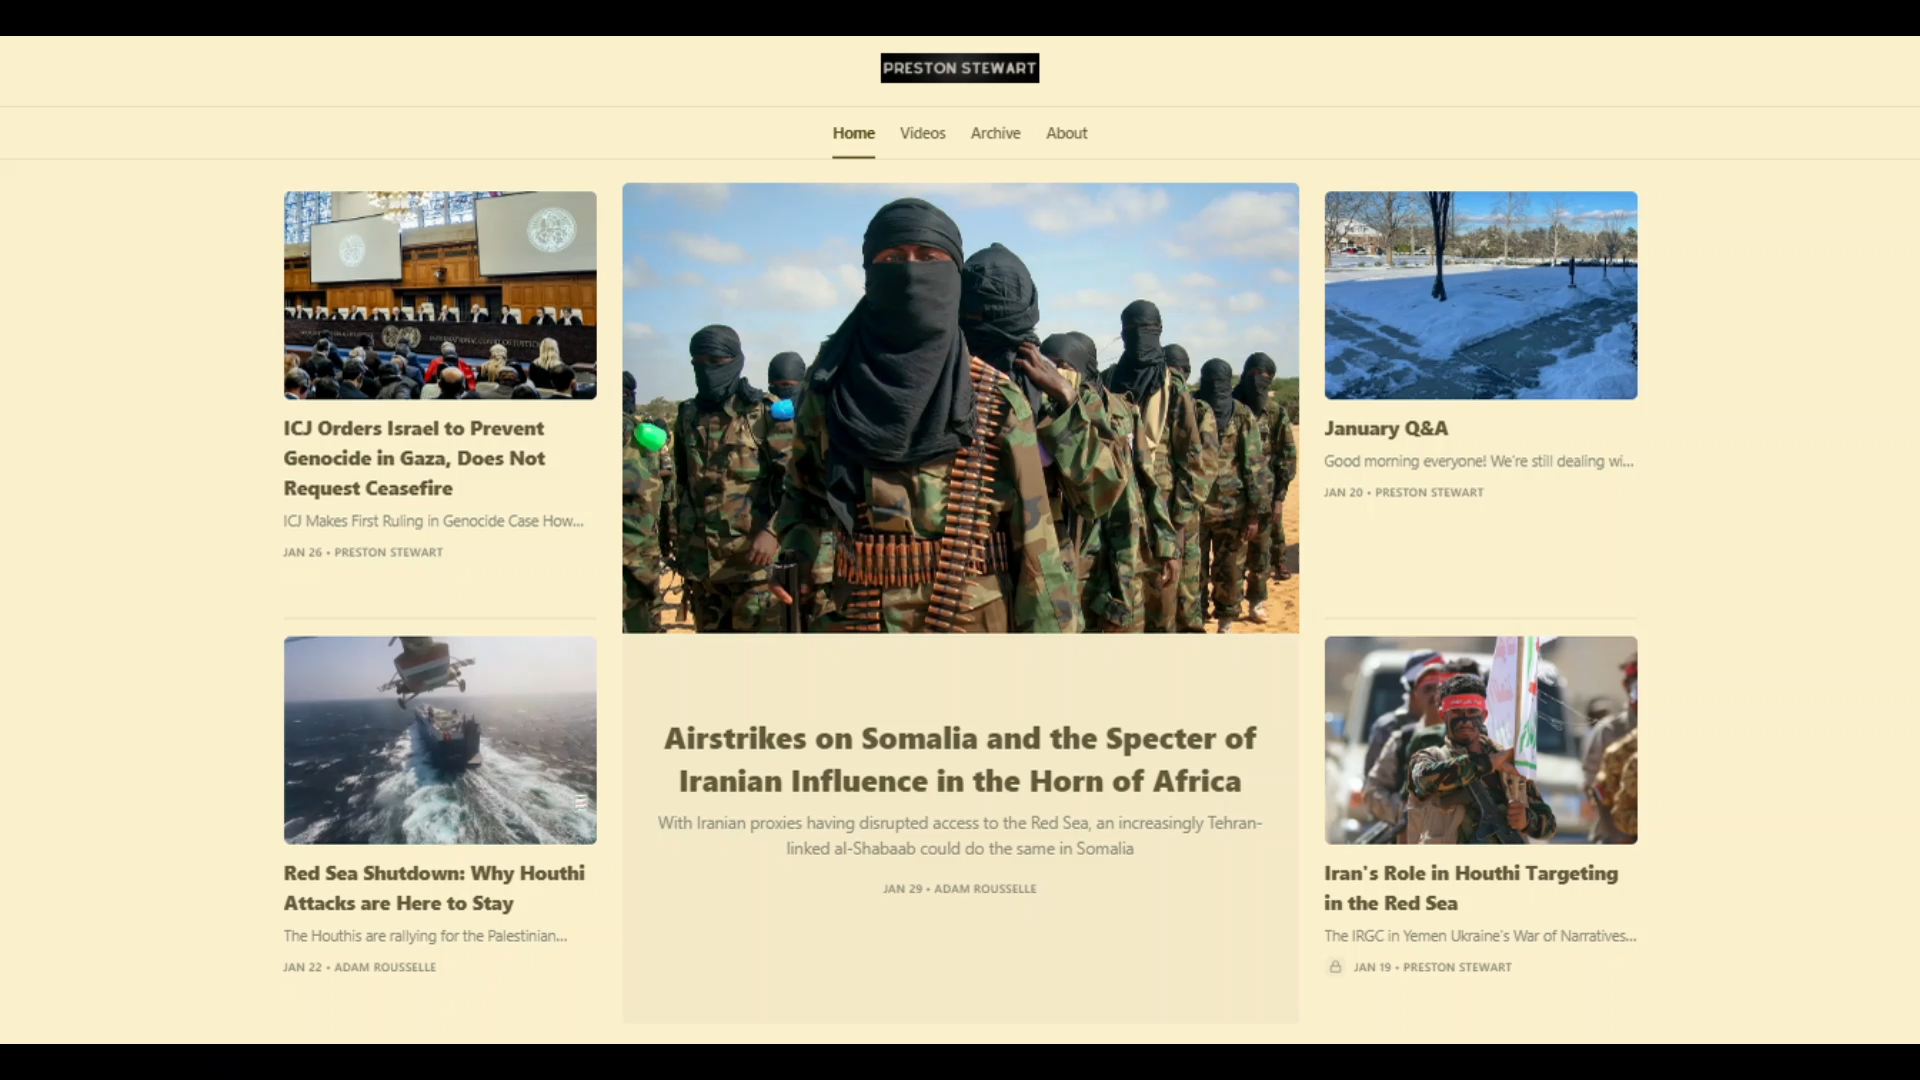 PRESTON STEWART
Home Videos Archive About
ICJ Orders Israel to Prevent
Genocide in Gaza, Does Not
Request Ceasefire
ICJ Makes First Ruling in Genocide Case How...
JAN 26 • PRESTON STEWART
Red Sea Shutdown: Why Houthi
Attacks are Here to Stay
The Houthis are rallying for the Palestinian...
JAN 22 • ADAM ROUSSELLE
Airstrikes on Somalia and the Specter of
Iranian Influence in the Horn of Africa
With Iranian proxies having disrupted access to the Red Sea, an increasingly Tehran-
linked al-Shabaab could do the same in Somalia
JAN 29 • ADAM ROUSSELLE
January Q&A
Good morning everyone! We're still dealing wi...
JAN 20 • PRESTON STEWART
Iran's Role in Houthi Targeting
in the Red Sea
The IRGC in Yemen Ukraine's War of Narratives...
JAN 19 • PRESTON STEWART